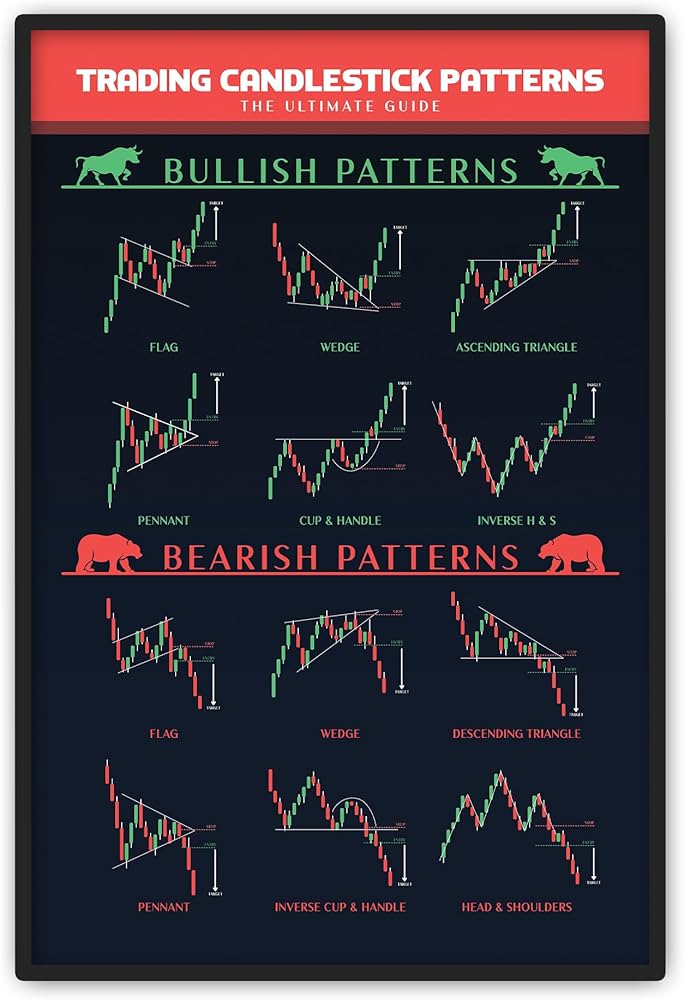 TRADING CANDLESTICK PATTERNS
THE ULTIMATE GUIDE
BULLISH PATTERNS
TARGET
ENTRY
STOP
FLAG
TARGET
ENTRY
STOP
WEDGE
TARGET
ENTRY
STOP
ASCENDING TRIANGLE
TARGET
ENTRY
STOP
PENNANT
TARGET
ENTRY
STOP
CUP & HANDLE
TARGET
ENTRY
STOP
INVERSE H & S
BEARISH PATTERNS
STOP
ENTRY
TARGET
FLAG
STOP
ENTRY
TARGET
WEDGE
STOP
ENTRY
TARGET
DESCENDING TRIANGLE
STOP
ENTRY
TARGET
PENNANT
STOP
ENTRY
TARGET
INVERSE CUP & HANDLE
STOP
ENTRY
TARGET
HEAD & SHOULDERS